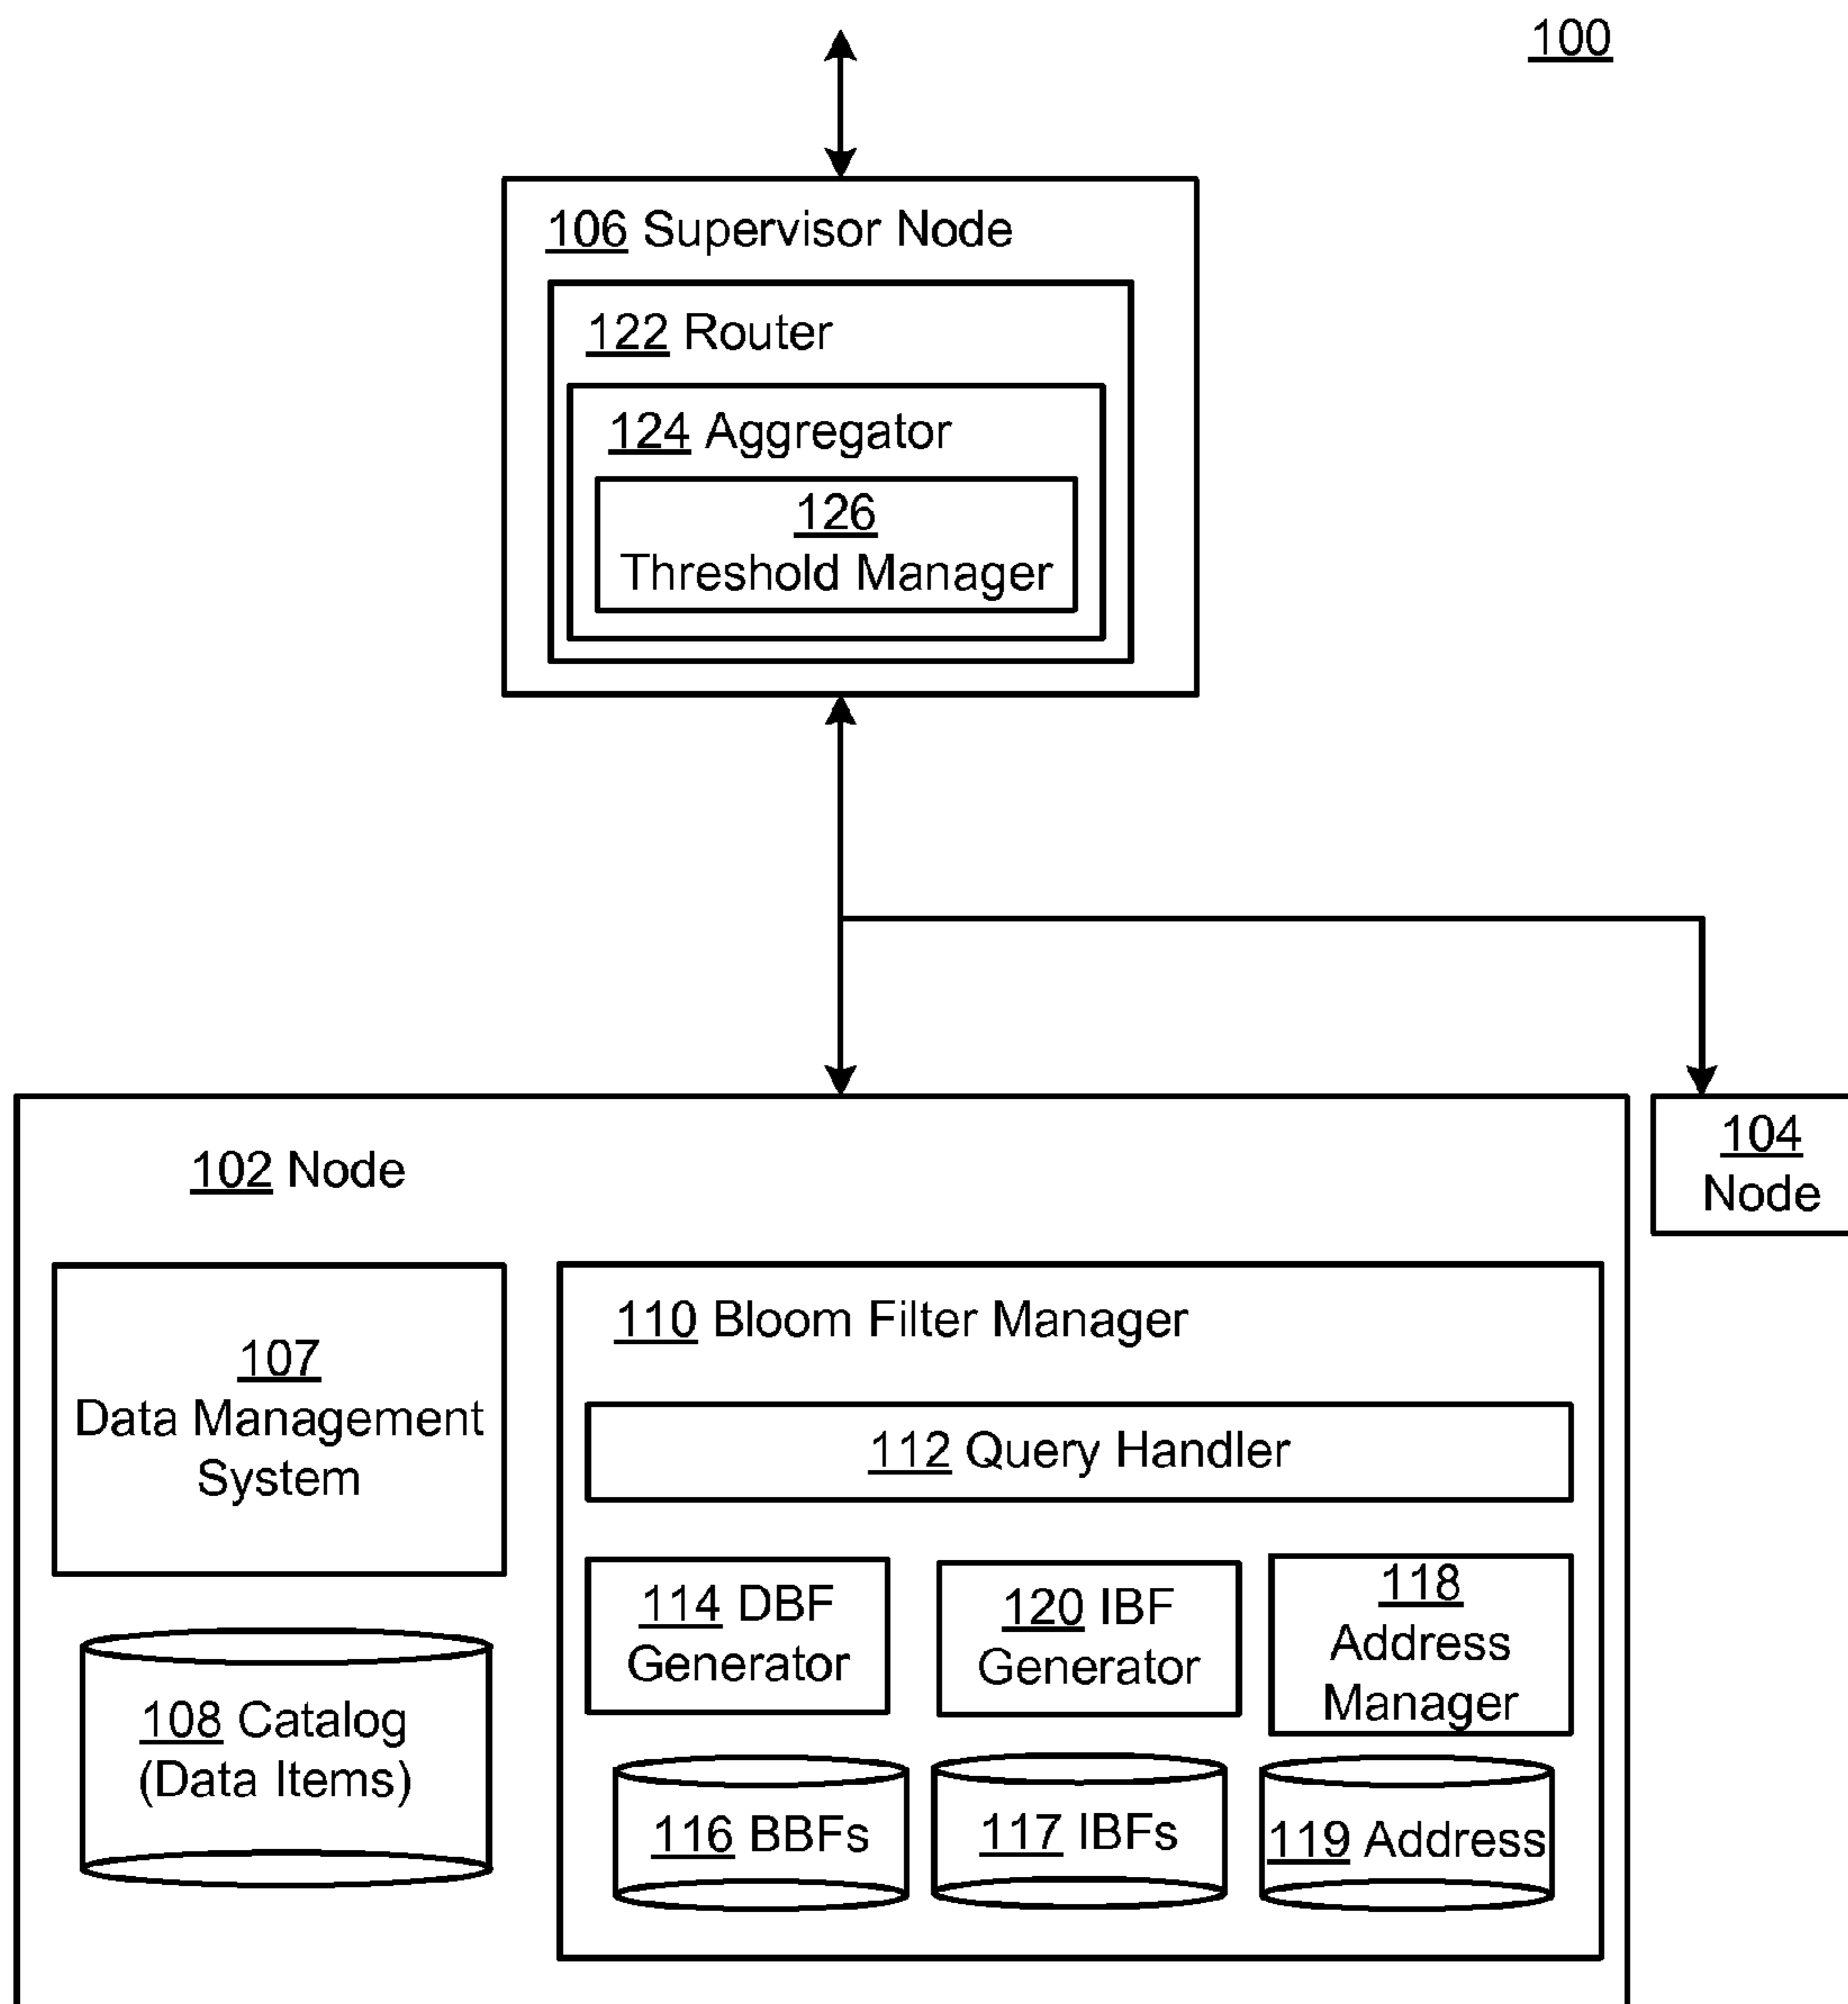 100
106 Supervisor Node
122 Router
124 Aggregator
126
Threshold Manager
102 Node
104
Node
107
Data Management
System
110 Bloom Filter Manager
112 Query Handler
114 DBF
Generator
120 IBF
Generator
118
Address
Manager
108 Catalog
(Data Items)
116 BBFs
117 IBFs
119 Address